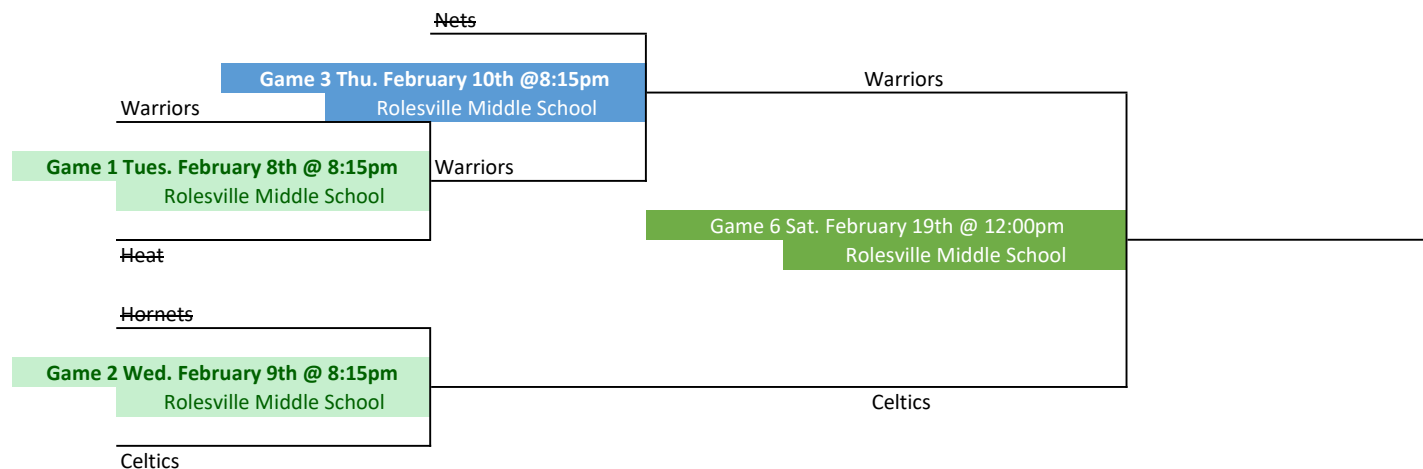 Nets
Game 3 Thu. February 10th @8:15pm
Warriors
Warriors
Rolesville Middle School
Game 1 Tues. February 8th @ 8:15pm
Warriors
Rolesville Middle School
Game 6 Sat. February 19th @ 12:00pm
Heat
Rolesville Middle School
Hornets
Game 2 Wed. February 9th @ 8:15pm
Rolesville Middle School
Celtics
Celtics